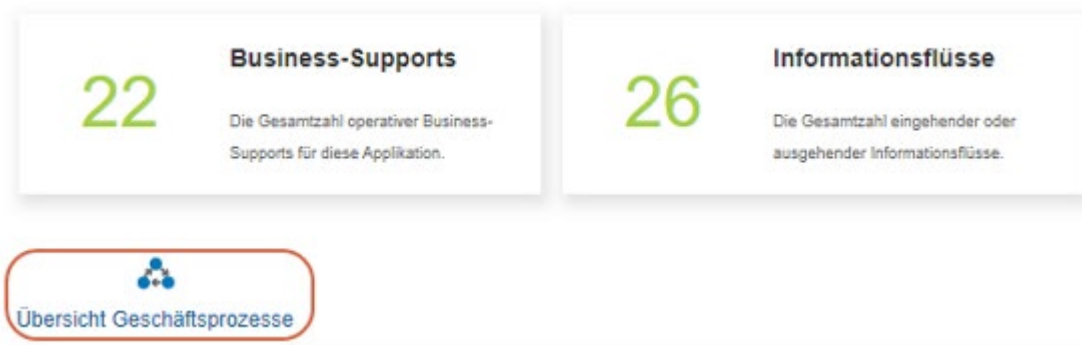 22
Business-Supports
Die Gesamtzahl operativer Business-
Supports für diese Applikation.
26
Informationsflüsse
Die Gesamtzahl eingehender oder
ausgehender Informationsflüsse.
Übersicht Geschäftsprozesse